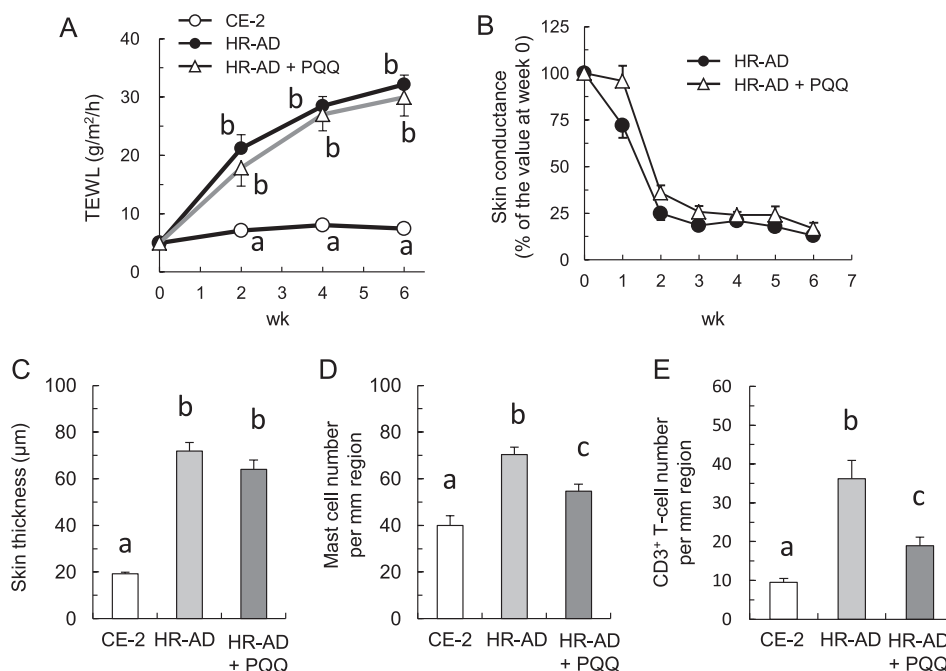 A
CE-2
HR-AD
HR-AD + PQQ
TEWL (g/m²/h)
40
30
20
10
0
b
b
b
b
b
b
a
a
a
0 1 2 3 4 5 6
wk
B
HR-AD
HR-AD + PQQ
Skin conductance
(% of the value at week 0)
125
100
75
50
25
0
0 1 2 3 4 5 6 7
wk
C
Skin thickness (μm)
100
80
60
40
20
0
a
b
b
CE-2 HR-AD HR-AD
+ PQQ
D
Mast cell number
per mm region
100
80
60
40
20
0
a
b
c
CE-2 HR-AD HR-AD
+ PQQ
E
CD3⁺ T-cell number
per mm region
60
50
40
30
20
10
0
a
b
c
CE-2 HR-AD HR-AD
+ PQQ